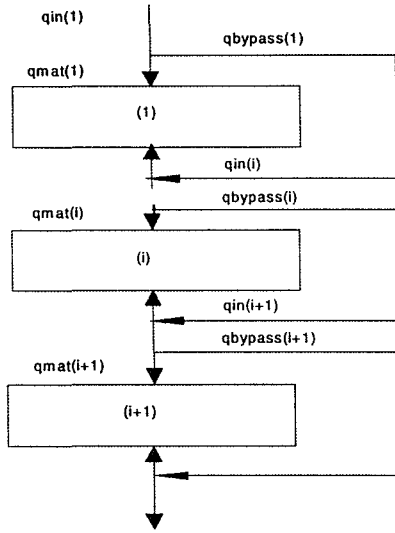 qin(1)
qbypass(1)
qmat(1)
(1)
qin(i)
qbypass(i)
qmat(i)
(i)
qin(i+1)
qbypass(i+1)
qmat(i+1)
(i+1)